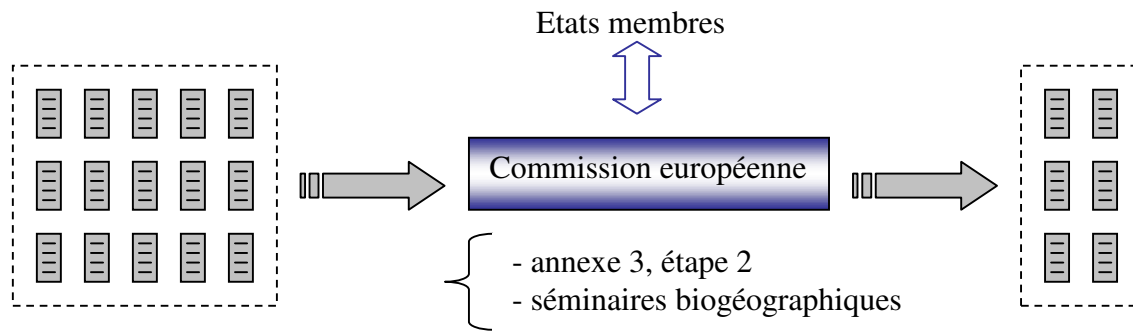 Etats membres
Commission européenne
- annexe 3, étape 2
- séminaires biogéographiques